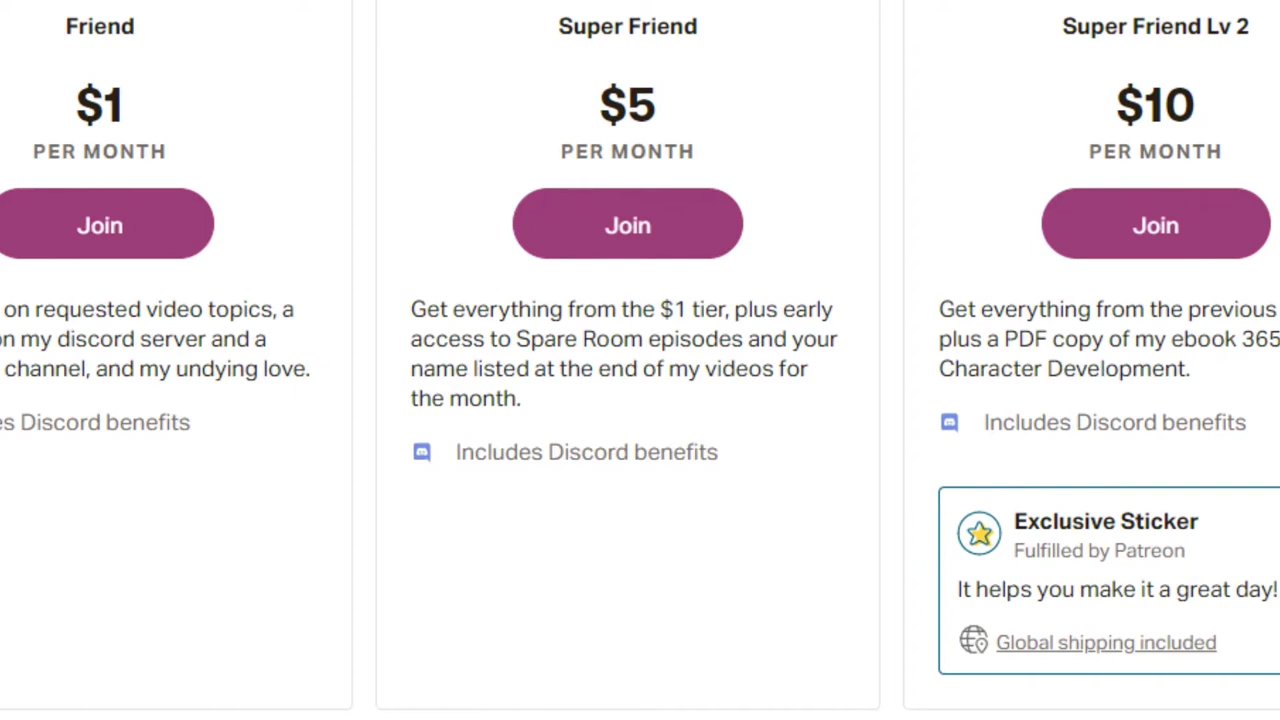 Friend
$1
PER MONTH
Join
on requested video topics, a
on my discord server and a
channel, and my undying love.
Discord benefits
Super Friend
$5
PER MONTH
Join
Get everything from the $1 tier, plus early
access to Spare Room episodes and your
name listed at the end of my videos for
the month.
Includes Discord benefits
Super Friend Lv 2
$10
PER MONTH
Join
Get everything from the previous
plus a PDF copy of my ebook 365
Character Development.
Includes Discord benefits
Exclusive Sticker
Fulfilled by Patreon
It helps you make it a great day!
Global shipping included